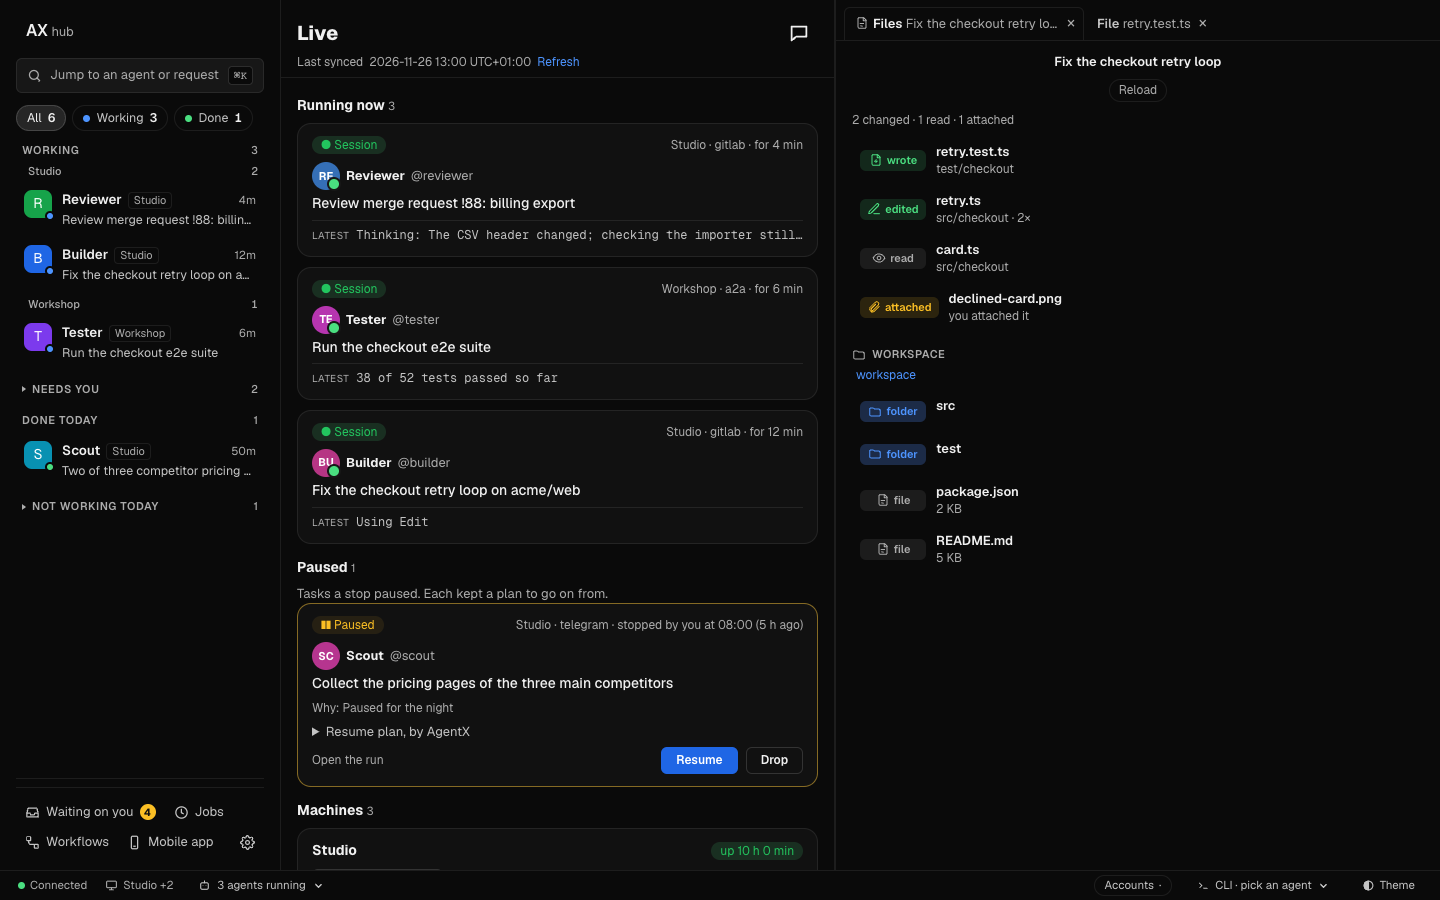 AX hub
Jump to an agent or request ⌘K
All 6 Working 3 Done 1
WORKING 3
Studio 2
R Reviewer Studio 4m
Review merge request !88: billin…
B Builder Studio 12m
Fix the checkout retry loop on a…
Workshop 1
T Tester Workshop 6m
Run the checkout e2e suite
NEEDS YOU 2
DONE TODAY 1
S Scout Studio 50m
Two of three competitor pricing …
NOT WORKING TODAY 1
Waiting on you 4 Jobs
Workflows Mobile app
Live
Last synced 2026-11-26 13:00 UTC+01:00 Refresh
Running now 3
Session Studio · gitlab · for 4 min
RE Reviewer @reviewer
Review merge request !88: billing export
LATEST Thinking: The CSV header changed; checking the importer still…
Session Workshop · a2a · for 6 min
TE Tester @tester
Run the checkout e2e suite
LATEST 38 of 52 tests passed so far
Session Studio · gitlab · for 12 min
BU Builder @builder
Fix the checkout retry loop on acme/web
LATEST Using Edit
Paused 1
Tasks a stop paused. Each kept a plan to go on from.
Paused Studio · telegram · stopped by you at 08:00 (5 h ago)
SC Scout @scout
Collect the pricing pages of the three main competitors
Why: Paused for the night
Resume plan, by AgentX
Open the run Resume Drop
Machines 3
Studio up 10 h 0 min
Files Fix the checkout retry lo… × File retry.test.ts ×
Fix the checkout retry loop
Reload
2 changed · 1 read · 1 attached
wrote retry.test.ts
test/checkout
edited retry.ts
src/checkout · 2×
read card.ts
src/checkout
attached declined-card.png
you attached it
WORKSPACE
workspace
folder src
folder test
file package.json
2 KB
file README.md
5 KB
Connected Studio +2 3 agents running Accounts · CLI · pick an agent Theme